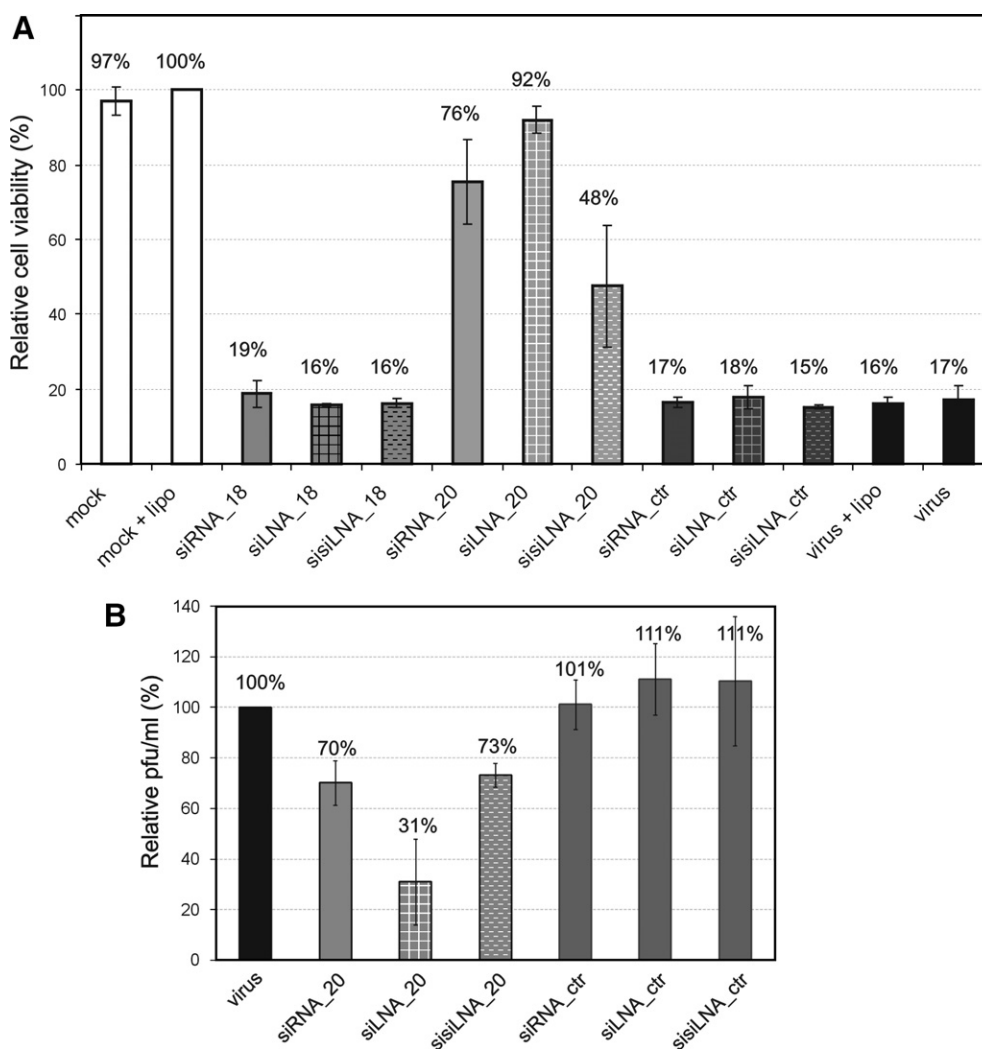 A
Relative cell viability (%)
100
80
60
40
20
0
97%
100%
19%
16%
16%
76%
92%
48%
17%
18%
15%
16%
17%
mock
mock + lipo
siRNA_18
siLNA_18
sisiLNA_18
siRNA_20
siLNA_20
sisiLNA_20
siRNA_ctr
siLNA_ctr
sisiLNA_ctr
virus + lipo
virus
B
Relative pfu/ml (%)
140
120
100
80
60
40
20
0
100%
70%
31%
73%
101%
111%
111%
virus
siRNA_20
siLNA_20
sisiLNA_20
siRNA_ctr
siLNA_ctr
sisiLNA_ctr